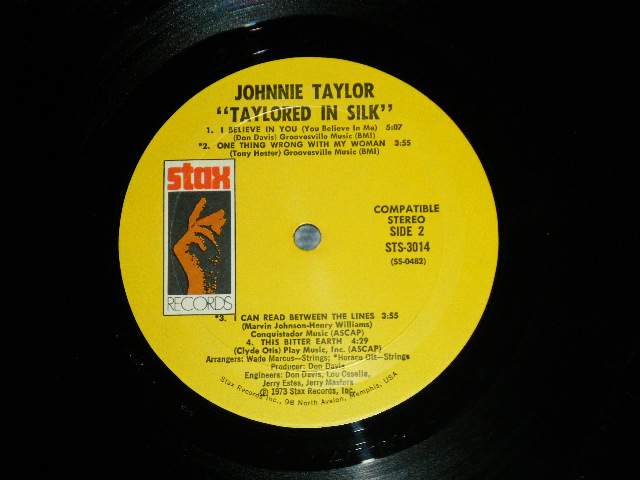 JOHNNIE TAYLOR
"TAYLORED IN SILK"
1. I BELIEVE IN YOU (You Believe In Me) 5:07
(Don Davis) Groovesville Music (BMI)
*2. ONE THING WRONG WITH MY WOMAN 3:55
(Tony Hester) Groovesville Music (BMI)
stax
RECORDS
COMPATIBLE
STEREO
SIDE 2
STS-3014
(SS-0482)
*3. I CAN READ BETWEEN THE LINES 3:55
(Marvin Johnson-Henry Williams)
Conquistador Music (ASCAP)
4. THIS BITTER EARTH 4:29
(Clyde Otis) Play Music, Inc. (ASCAP)
Arrangers: Wade Marcus—Strings; *Horace Ott—Strings
Producer: Don Davis
Engineers: Don Davis, Lou Casella,
Jerry Estes, Jerry Masters
Ⓟ 1973 Stax Records, Inc.
Stax Records, Inc., 98 North Avalon, Memphis, USA